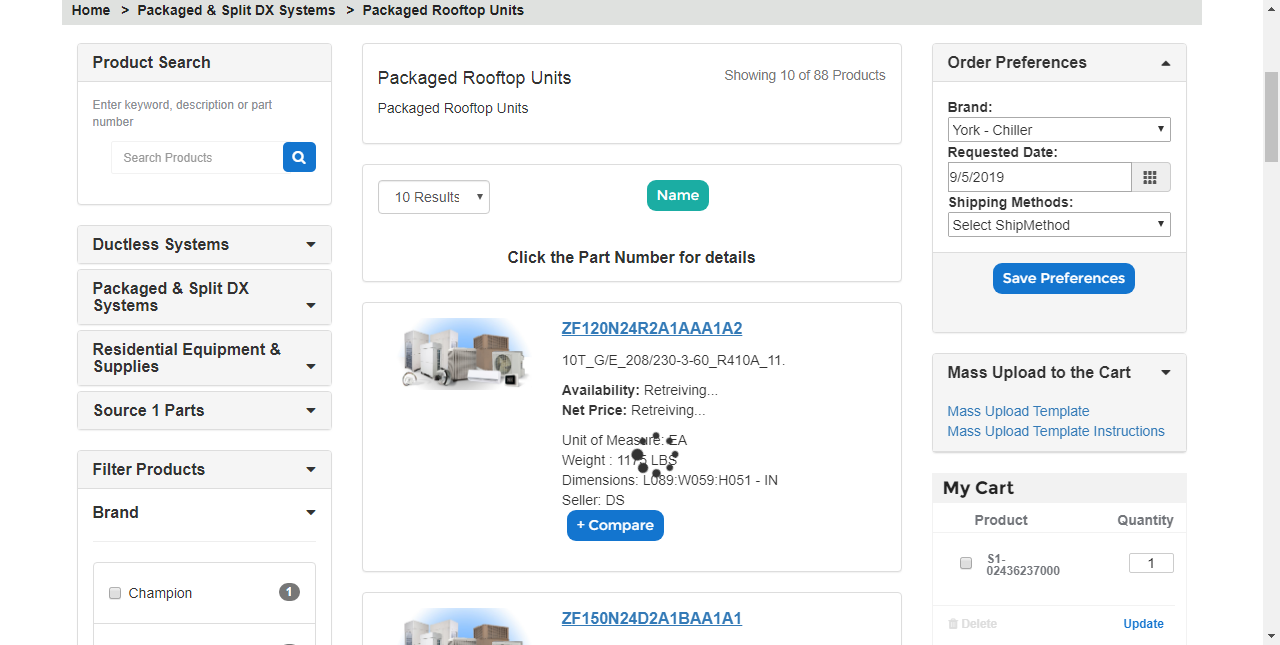 Home > Packaged & Split DX Systems > Packaged Rooftop Units
Product Search
Enter keyword, description or part
number
Search Products
Ductless Systems
Packaged & Split DX
Systems
Residential Equipment &
Supplies
Source 1 Parts
Filter Products
Brand
Champion 1
Packaged Rooftop Units
Showing 10 of 88 Products
Packaged Rooftop Units
10 Results
Name
Click the Part Number for details
ZF120N24R2A1AAA1A2
10T_G/E_208/230-3-60_R410A_11.
Availability: Retreiving...
Net Price: Retreiving...
Unit of Measure: EA
Weight : 1175 LBS
Dimensions: L089:W059:H051 - IN
Seller: DS
+ Compare
ZF150N24D2A1BAA1A1
Order Preferences
Brand:
York - Chiller
Requested Date:
9/5/2019
Shipping Methods:
Select ShipMethod
Save Preferences
Mass Upload to the Cart
Mass Upload Template
Mass Upload Template Instructions
My Cart
Product Quantity
S1-
02436237000
1
Delete
Update